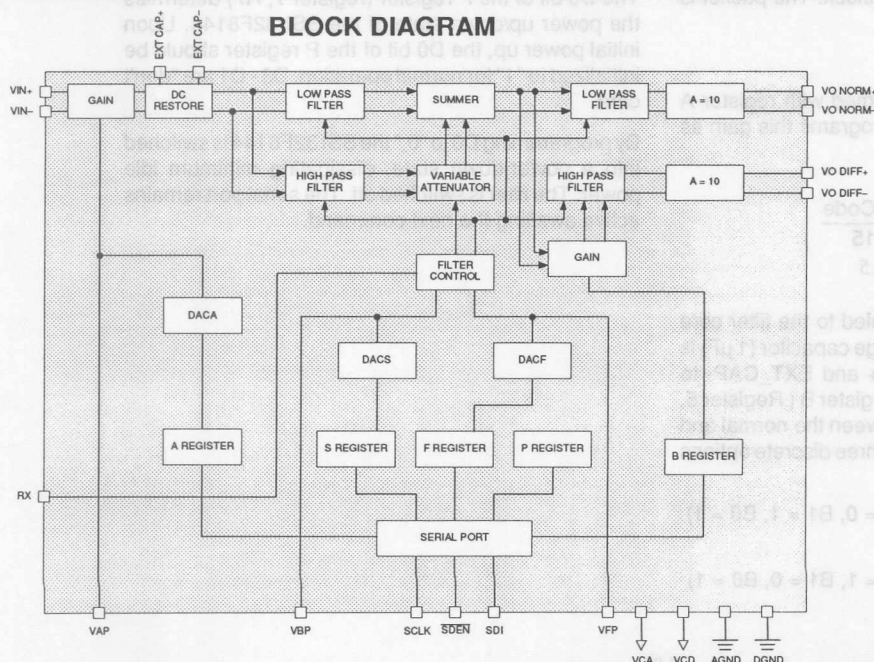 BLOCK DIAGRAM
EXT CAP+
EXT CAP–
VIN+
VIN–
GAIN
DC RESTORE
LOW PASS FILTER
SUMMER
LOW PASS FILTER
A = 10
VO NORM+
VO NORM–
HIGH PASS FILTER
VARIABLE ATTENUATOR
HIGH PASS FILTER
A = 10
VO DIFF+
VO DIFF–
FILTER CONTROL
GAIN
DACA
DACS
DACF
A REGISTER
S REGISTER
F REGISTER
P REGISTER
B REGISTER
RX
SERIAL PORT
VAP
VBP
SCLK
SDEN
SDI
VFP
VCA
VCD
AGND
DGND